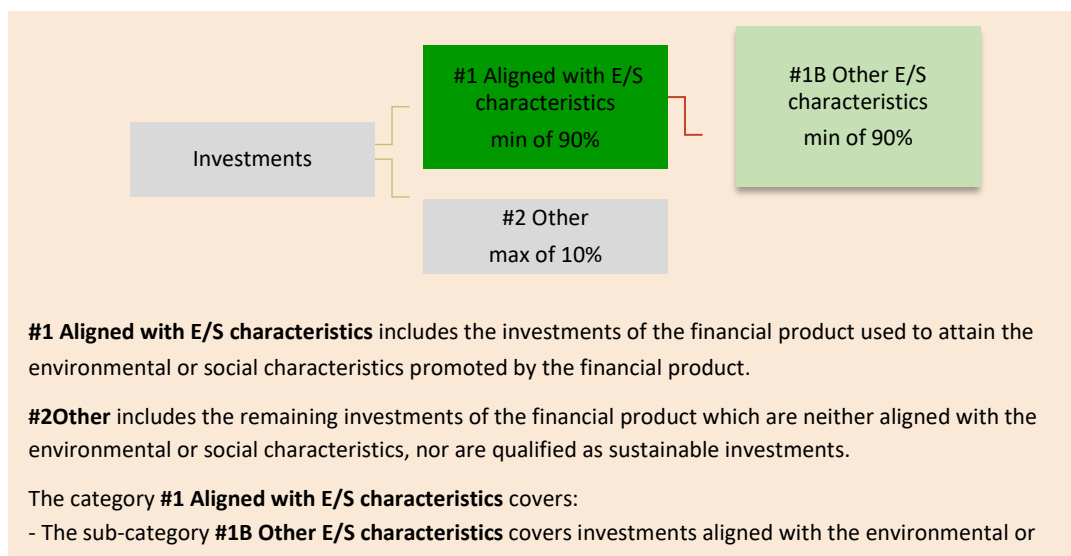 #1 Aligned with E/S
characteristics
min of 90%
#1B Other E/S
characteristics
min of 90%
Investments
#2 Other
max of 10%
#1 Aligned with E/S characteristics includes the investments of the financial product used to attain the
environmental or social characteristics promoted by the financial product.
#2Other includes the remaining investments of the financial product which are neither aligned with the
environmental or social characteristics, nor are qualified as sustainable investments.
The category #1 Aligned with E/S characteristics covers:
- The sub-category #1B Other E/S characteristics covers investments aligned with the environmental or